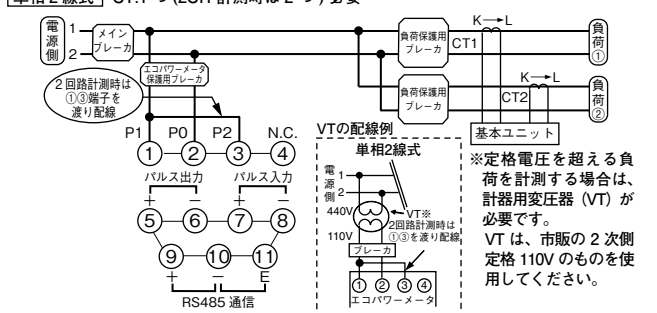 単相2線式 CT:1つ(2CH計測時は2つ)必要
電源側
1
2
メインブレーカ
負荷保護用ブレーカ
K→L
CT1
負荷①
エコパワーメータ保護用ブレーカ
2回路計測時は①③端子を渡り配線
負荷保護用ブレーカ
K→L
CT2
負荷②
基本ユニット
P1 P0 P2 N.C.
① ② ③ ④
パルス出力 パルス入力
+ − + −
⑤ ⑥ ⑦ ⑧
⑨ ⑩ ⑪
+ − E
RS485 通信
VTの配線例
単相2線式
電源側
1
2
440V
VT※
2回路計測時は
①③を渡り配線
110V
ブレーカ
① ② ③ ④
エコパワーメータ
※定格電圧を超える負
荷を計測する場合は、
計器用変圧器(VT)が
必要です。
VT は、市販の 2 次側
定格 110V のものを使
用してください。